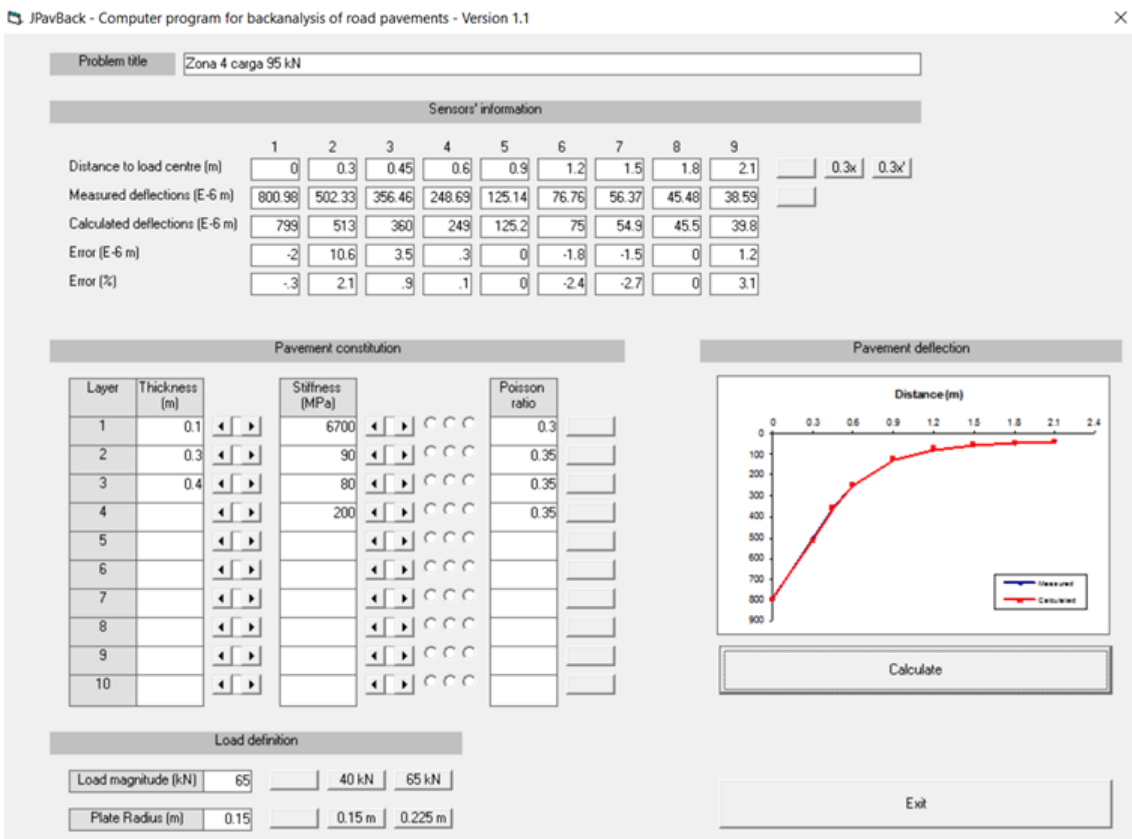 JPavBack - Computer program for backanalysis of road pavements - Version 1.1
Problem title Zona 4 carga 95 kN
Sensors' information
1 2 3 4 5 6 7 8 9
Distance to load centre (m) 0 0.3 0.45 0.6 0.9 1.2 1.5 1.8 2.1 0.3x 0.3x'
Measured deflections (E-6 m) 800.98 502.33 356.46 248.69 125.14 76.76 56.37 45.48 38.59
Calculated deflections (E-6 m) 799 513 360 249 125.2 75 54.9 45.5 39.8
Error (E-6 m) -2 10.6 3.5 .3 0 -1.8 -1.5 0 1.2
Error (%) -.3 2.1 .9 .1 0 -2.4 -2.7 0 3.1
Pavement constitution
Layer Thickness (m) Stiffness (MPa) Poisson ratio
1 0.1 6700 0.3
2 0.3 90 0.35
3 0.4 80 0.35
4 200 0.35
5
6
7
8
9
10
Pavement deflection
Distance (m)
0 0.3 0.6 0.9 1.2 1.5 1.8 2.1 2.4
0
100
200
300
400
500
600
700
800
900
Measured
Calculated
Calculate
Load definition
Load magnitude (kN) 65 40 kN 65 kN
Plate Radius (m) 0.15 0.15 m 0.225 m
Exit